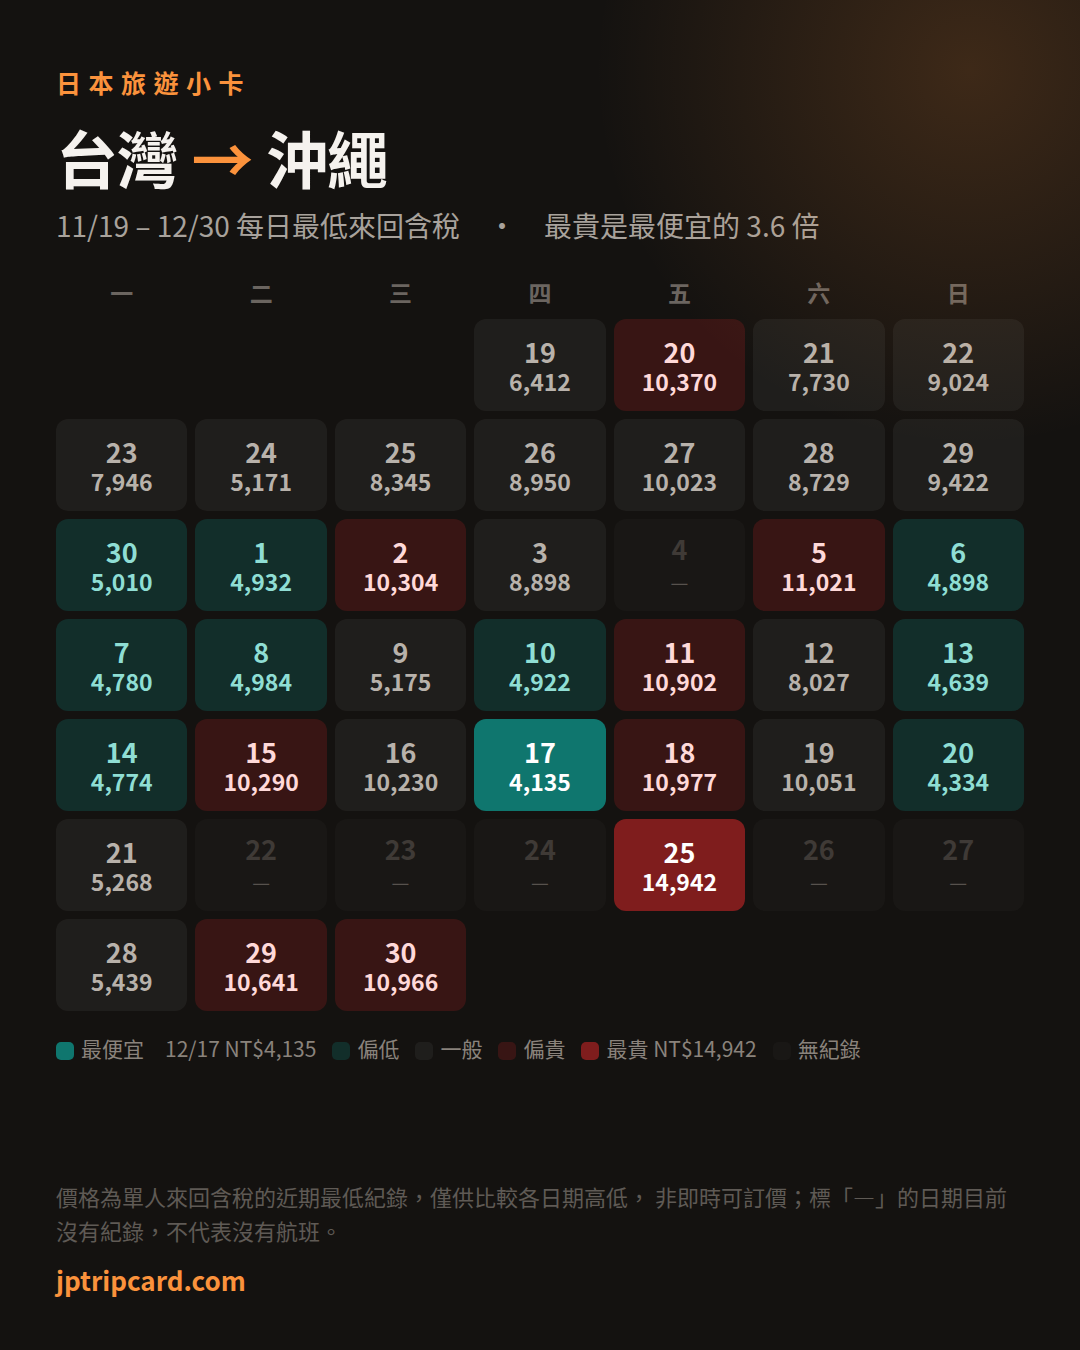 日本旅遊小卡
台灣 → 沖繩
11/19 – 12/30 每日最低來回含稅 · 最貴是最便宜的 3.6 倍
一 二 三 四 五 六 日
19 20 21 22
6,412 10,370 7,730 9,024
23 24 25 26 27 28 29
7,946 5,171 8,345 8,950 10,023 8,729 9,422
30 1 2 3 4 5 6
5,010 4,932 10,304 8,898 — 11,021 4,898
7 8 9 10 11 12 13
4,780 4,984 5,175 4,922 10,902 8,027 4,639
14 15 16 17 18 19 20
4,774 10,290 10,230 4,135 10,977 10,051 4,334
21 22 23 24 25 26 27
5,268 — — — 14,942 — —
28 29 30
5,439 10,641 10,966
最便宜 12/17 NT$4,135 偏低 一般 偏貴 最貴 NT$14,942 無紀錄
價格為單人來回含稅的近期最低紀錄，僅供比較各日期高低， 非即時可訂價；標「—」的日期目前
沒有紀錄，不代表沒有航班。
jptripcard.com